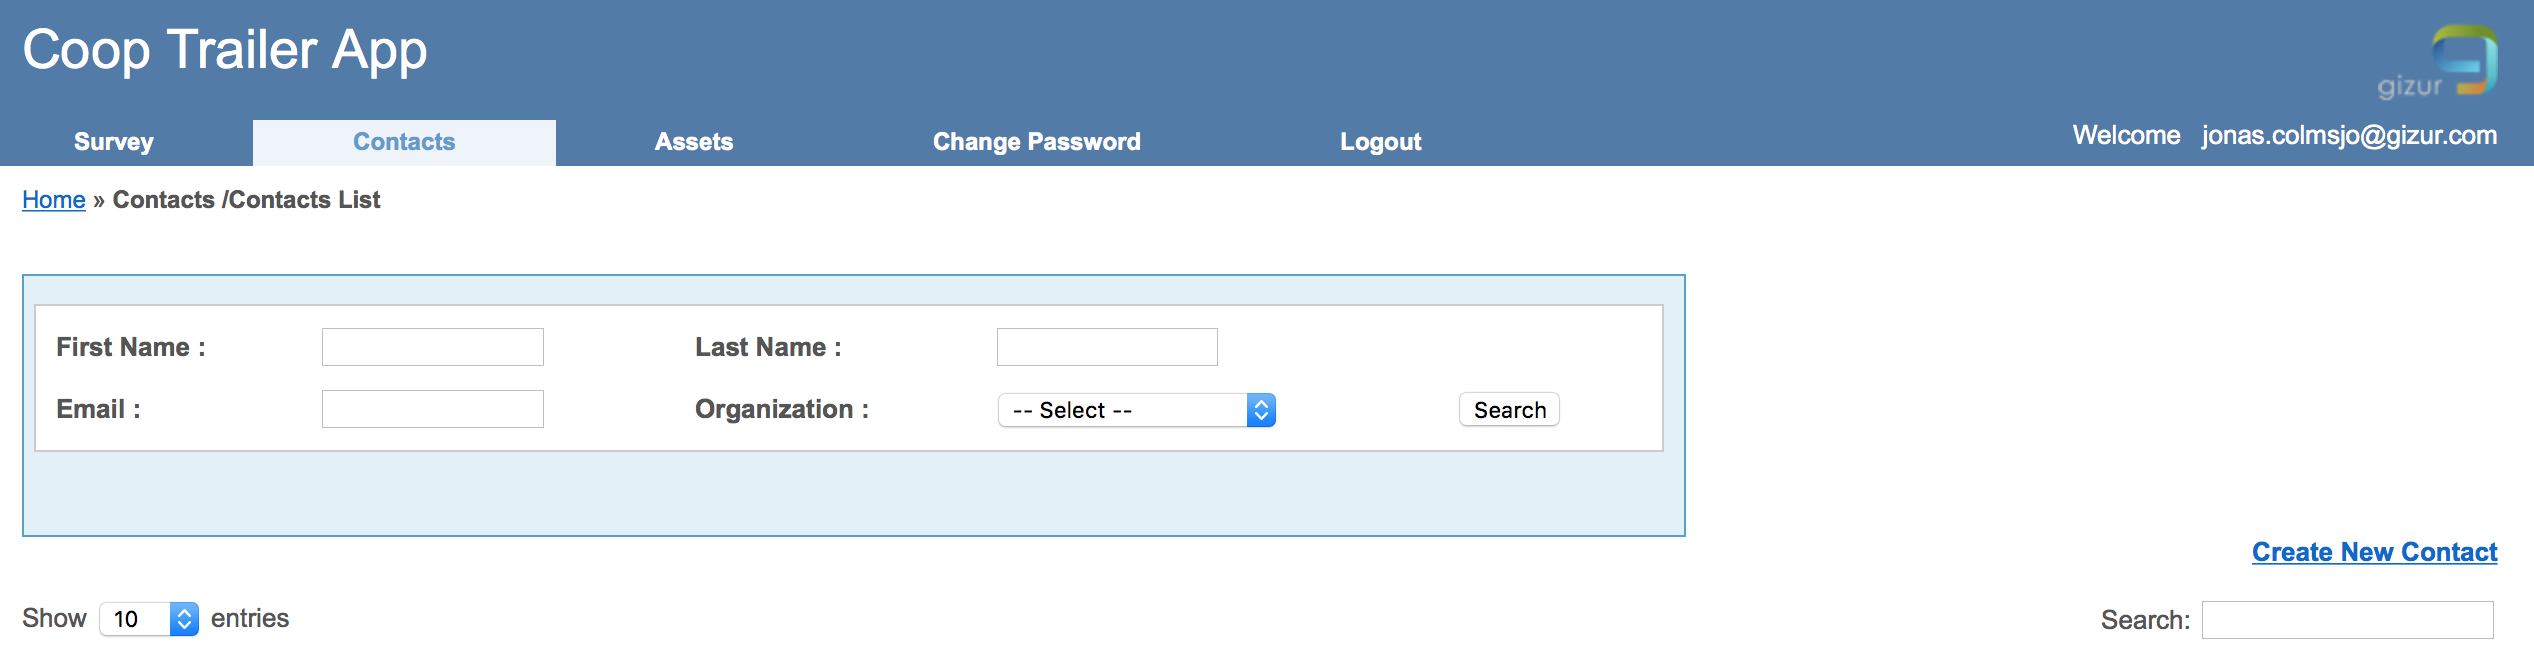 Coop Trailer App
gizur
Survey Contacts Assets Change Password Logout Welcome jonas.colmsjo@gizur.com
Home » Contacts /Contacts List
First Name : Last Name :
Email : Organization : -- Select -- Search
Create New Contact
Show 10 entries Search: